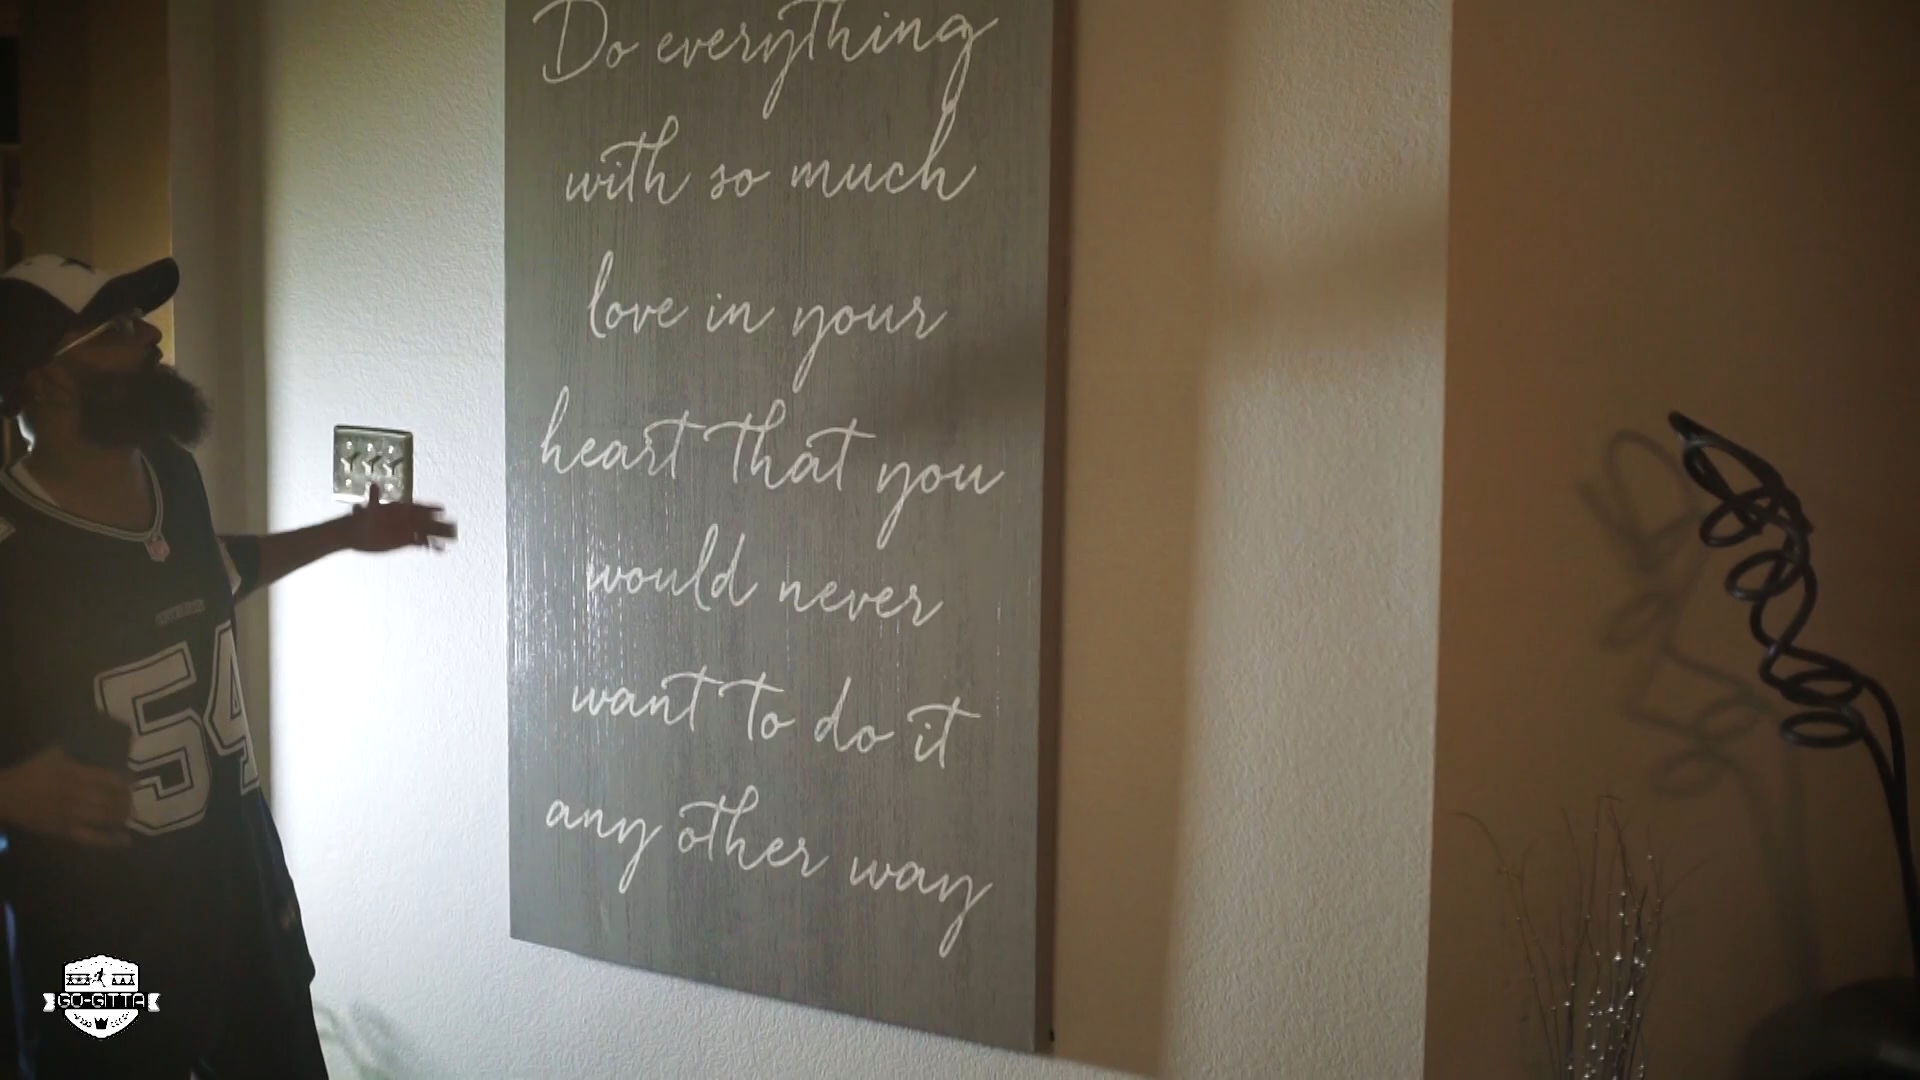 Do everything
with so much
love in your
heart that you
would never
want to do it
any other way
54
GO-GITTA